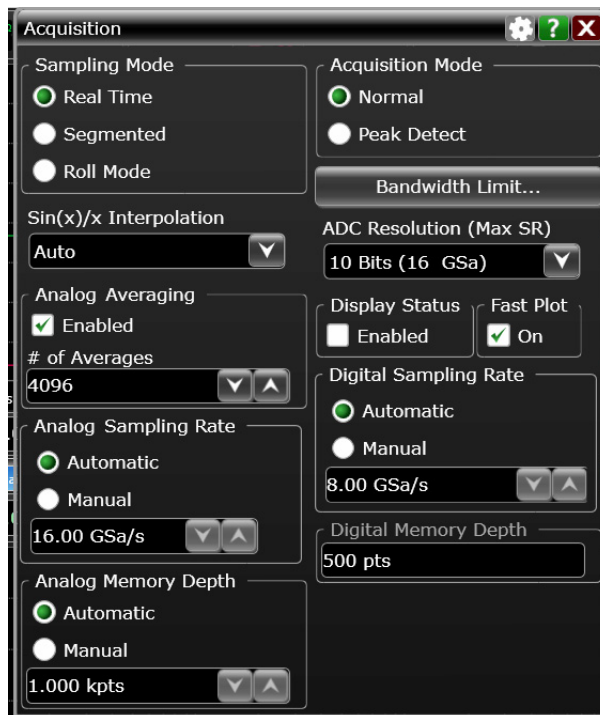 Acquisition
Sampling Mode
Real Time
Segmented
Roll Mode
Sin(x)/x Interpolation
Auto
Analog Averaging
Enabled
# of Averages
4096
Analog Sampling Rate
Automatic
Manual
16.00 GSa/s
Analog Memory Depth
Automatic
Manual
1.000 kpts
Acquisition Mode
Normal
Peak Detect
Bandwidth Limit...
ADC Resolution (Max SR)
10 Bits (16 GSa)
Display Status
Enabled
Fast Plot
On
Digital Sampling Rate
Automatic
Manual
8.00 GSa/s
Digital Memory Depth
500 pts